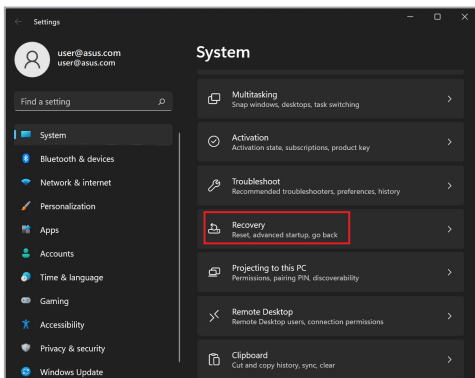 Settings
user@asus.com
user@asus.com
Find a setting
System
Bluetooth & devices
Network & internet
Personalization
Apps
Accounts
Time & language
Gaming
Accessibility
Privacy & security
Windows Update
System
Multitasking
Snap windows, desktops, task switching
Activation
Activation state, subscriptions, product key
Troubleshoot
Recommended troubleshooters, preferences, history
Recovery
Reset, advanced startup, go back
Projecting to this PC
Permissions, pairing PIN, discoverability
Remote Desktop
Remote Desktop users, connection permissions
Clipboard
Cut and copy history, sync, clear